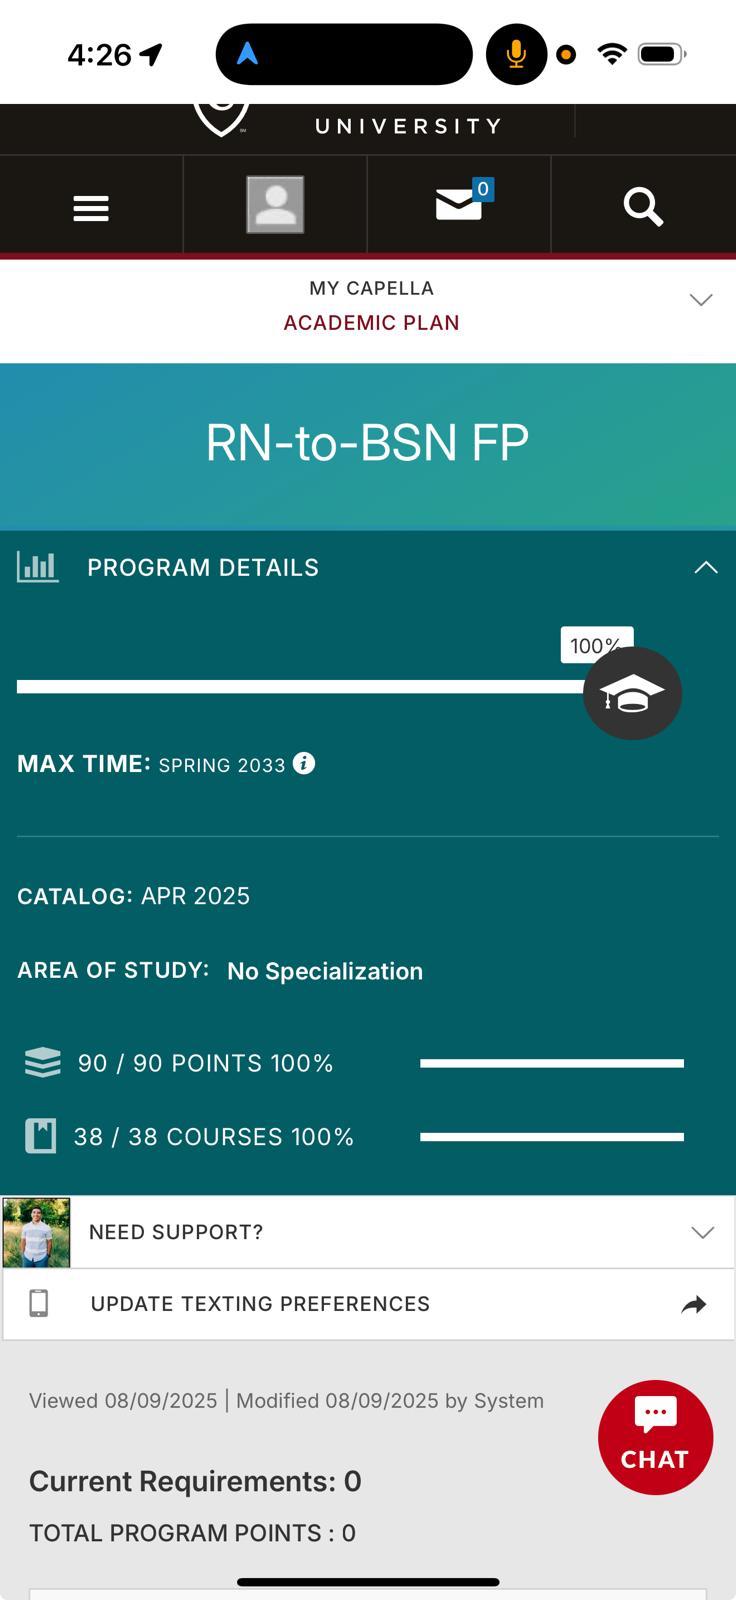 4:26
UNIVERSITY
0
MY CAPELLA
ACADEMIC PLAN
RN-to-BSN FP
PROGRAM DETAILS
100%
MAX TIME: SPRING 2033
CATALOG: APR 2025
AREA OF STUDY: No Specialization
90 / 90 POINTS 100%
38 / 38 COURSES 100%
NEED SUPPORT?
UPDATE TEXTING PREFERENCES
Viewed 08/09/2025 | Modified 08/09/2025 by System
CHAT
Current Requirements: 0
TOTAL PROGRAM POINTS : 0